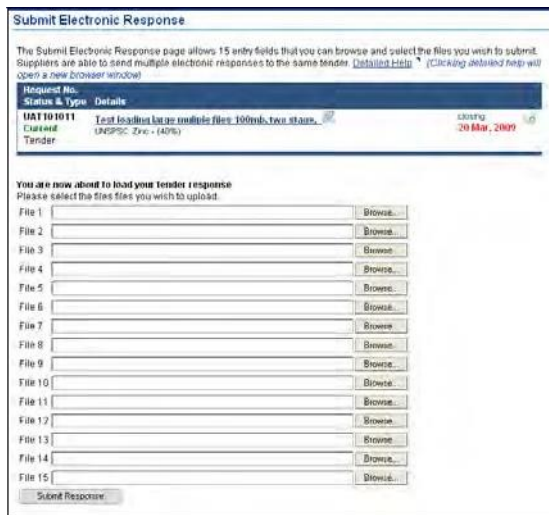 Submit Electronic Response
The Submit Electronic Response page allows 15 entry fields that you can browse and select the files you wish to submit.
Suppliers are able to send multiple electronic responses to the same tender. Detailed Help (Clicking detailed help will
open a new browser window)
Request No.
Status & Type Details
UAT101011 Test loading large muliple files 100mb, two stage, Closing
Current UNSPSC: Zinc - (40%) 20 Mar, 2009
Tender
You are now about to load your tender response
Please select the files files you wish to upload.
File 1 Browse...
File 2 Browse...
File 3 Browse...
File 4 Browse...
File 5 Browse...
File 6 Browse...
File 7 Browse...
File 8 Browse...
File 9 Browse...
File 10 Browse...
File 11 Browse...
File 12 Browse...
File 13 Browse...
File 14 Browse...
File 15 Browse...
Submit Response